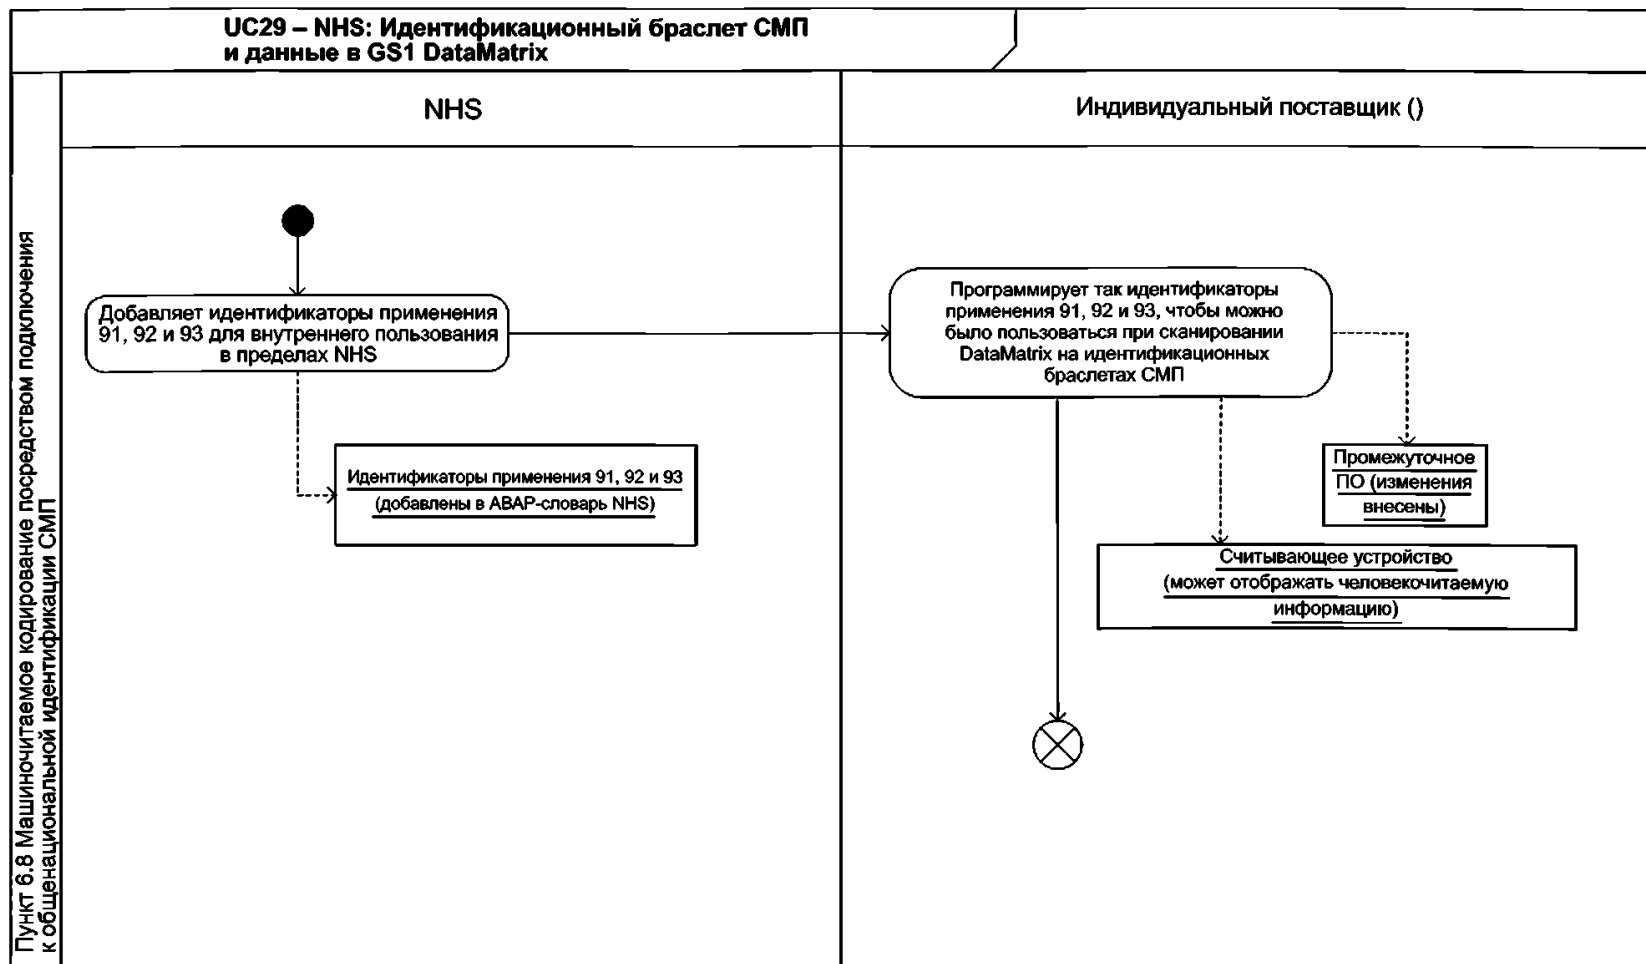 UC29 – NHS: Идентификационный браслет СМП
и данные в GS1 DataMatrix
NHS
Индивидуальный поставщик ()
Пункт 6.8 Машиночитаемое кодирование посредством подключения
к общенациональной идентификации СМП
Добавляет идентификаторы применения
91, 92 и 93 для внутреннего пользования
в пределах NHS
Программирует так идентификаторы
применения 91, 92 и 93, чтобы можно
было пользоваться при сканировании
DataMatrix на идентификационных
браслетах СМП
Идентификаторы применения 91, 92 и 93
(добавлены в ABAP-словарь NHS)
Промежуточное
ПО (изменения
внесены)
Считывающее устройство
(может отображать человекочитаемую
информацию)